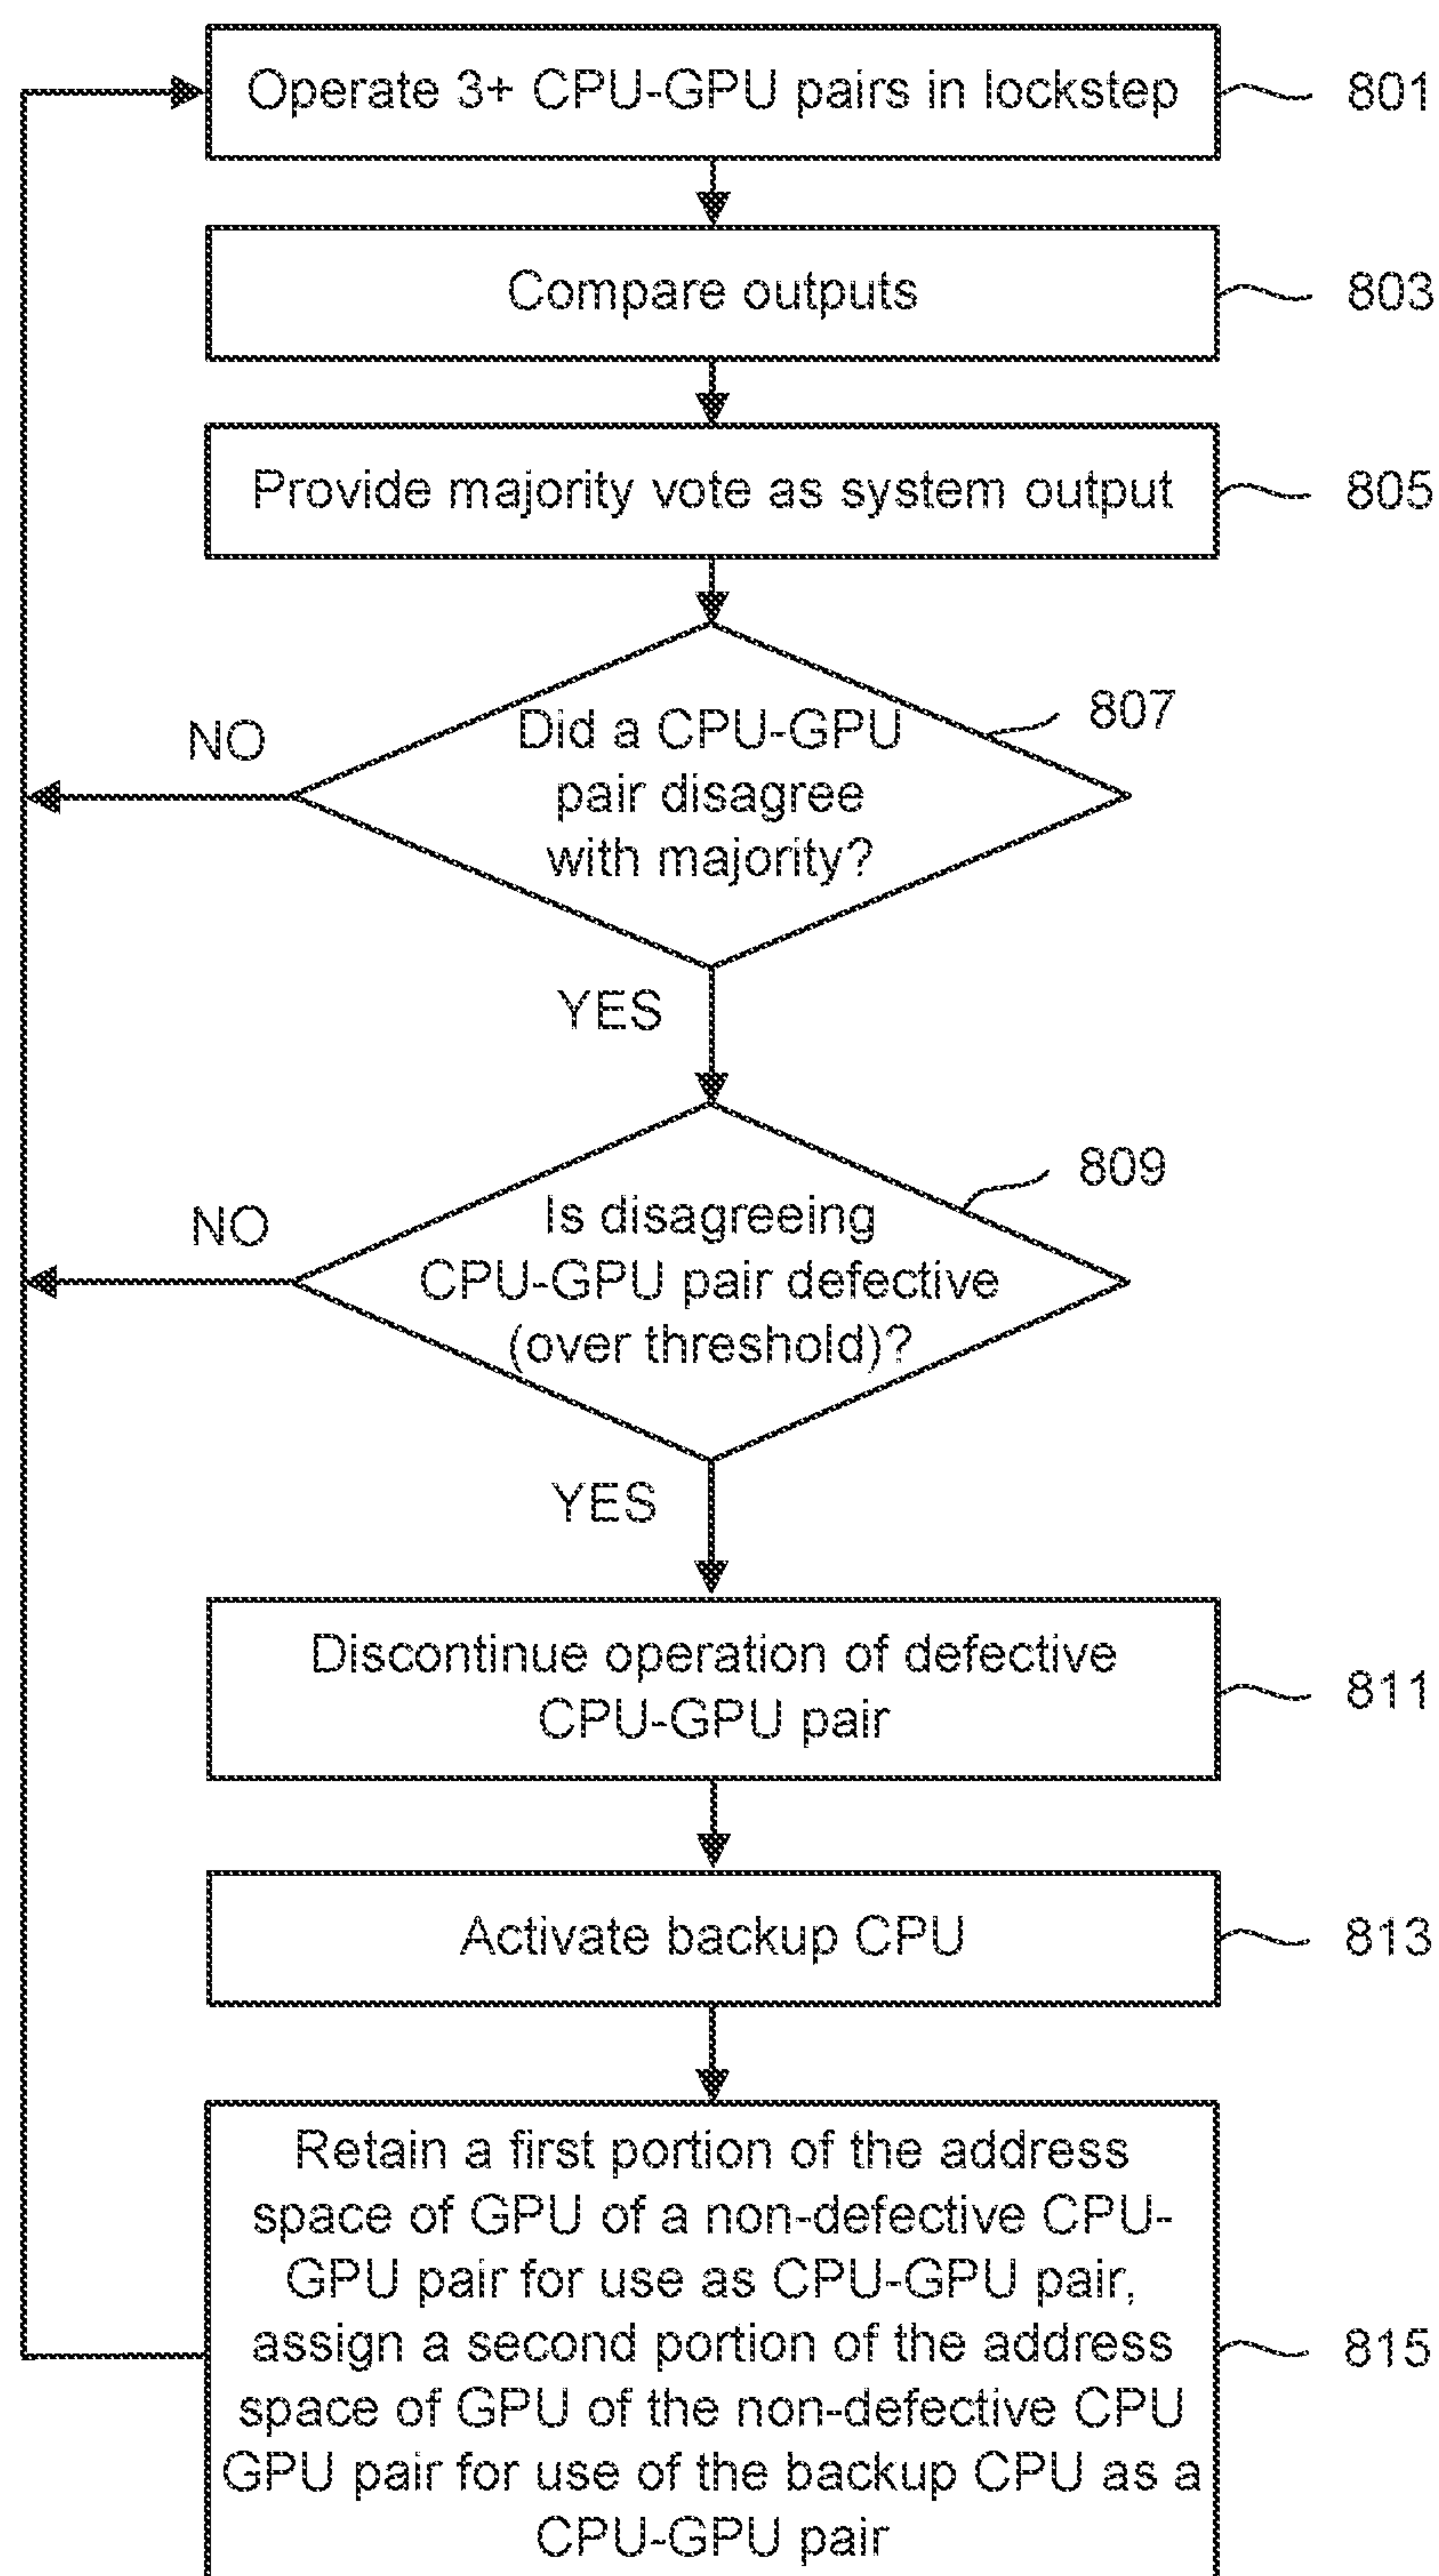 Operate 3+ CPU-GPU pairs in lockstep
801
Compare outputs
803
Provide majority vote as system output
805
Did a CPU-GPU
pair disagree
with majority?
807
NO
YES
Is disagreeing
CPU-GPU pair defective
(over threshold)?
809
NO
YES
Discontinue operation of defective
CPU-GPU pair
811
Activate backup CPU
813
Retain a first portion of the address
space of GPU of a non-defective CPU-
GPU pair for use as CPU-GPU pair,
assign a second portion of the address
space of GPU of the non-defective CPU
GPU pair for use of the backup CPU as a
CPU-GPU pair
815